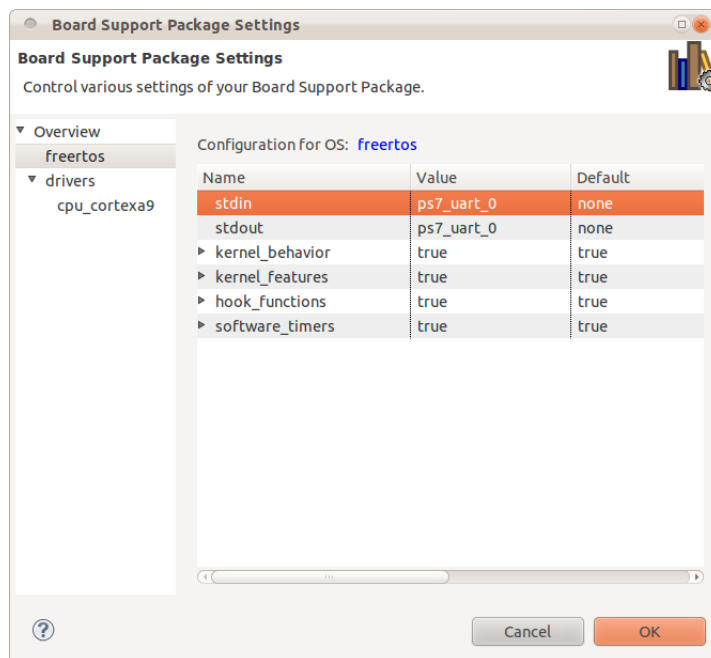 Board Support Package Settings
Board Support Package Settings
Control various settings of your Board Support Package.
Overview
freertos
drivers
cpu_cortexa9
Configuration for OS: freertos
Name Value Default
stdin ps7_uart_0 none
stdout ps7_uart_0 none
kernel_behavior true true
kernel_features true true
hook_functions true true
software_timers true true
?
Cancel OK